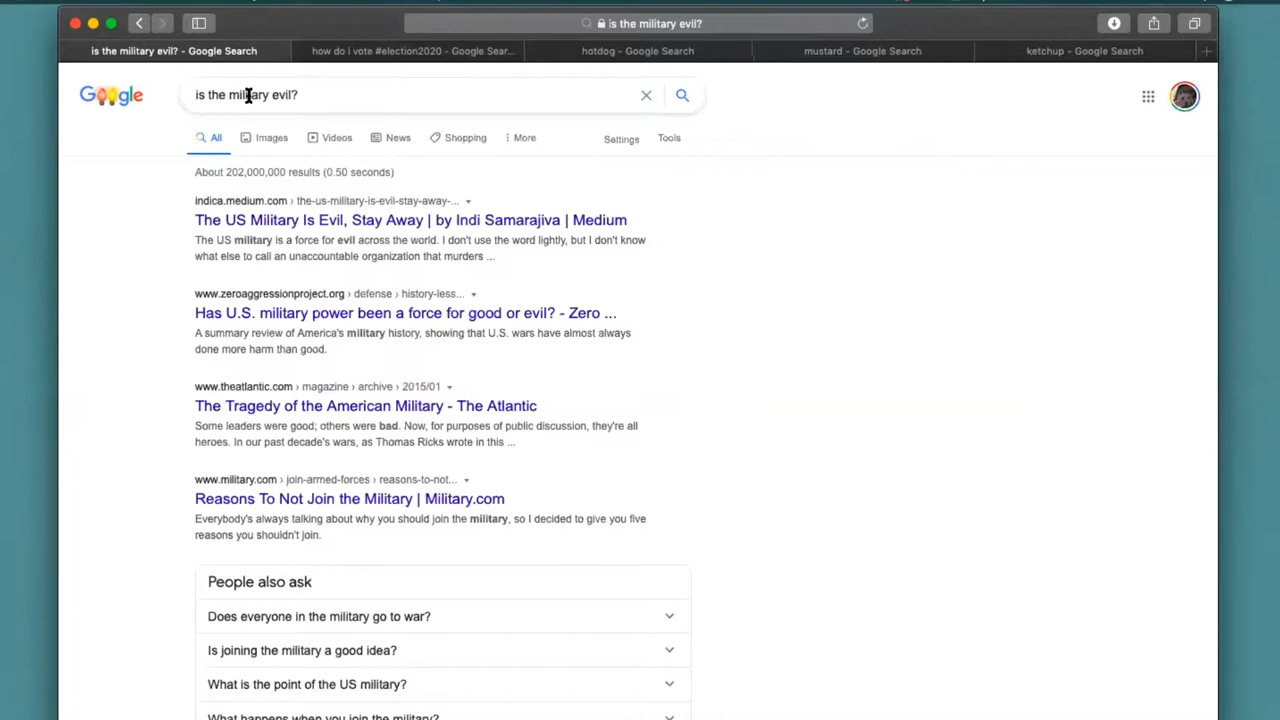 is the military evil?
is the military evil? - Google Search
how do i vote #election2020 - Google Sear...
hotdog - Google Search
mustard - Google Search
ketchup - Google Search
Google
is the military evil?
All
Images
Videos
News
Shopping
More
Settings
Tools
About 202,000,000 results (0.50 seconds)
indica.medium.com › the-us-military-is-evil-stay-away-...
The US Military Is Evil, Stay Away | by Indi Samarajiva | Medium
The US military is a force for evil across the world. I don't use the word lightly, but I don't know
what else to call an unaccountable organization that murders ...
www.zeroaggressionproject.org › defense › history-less...
Has U.S. military power been a force for good or evil? - Zero ...
A summary review of America's military history, showing that U.S. wars have almost always
done more harm than good.
www.theatlantic.com › magazine › archive › 2015/01
The Tragedy of the American Military - The Atlantic
Some leaders were good; others were bad. Now, for purposes of public discussion, they're all
heroes. In our past decade's wars, as Thomas Ricks wrote in this ...
www.military.com › join-armed-forces › reasons-to-not...
Reasons To Not Join the Military | Military.com
Everybody's always talking about why you should join the military, so I decided to give you five
reasons you shouldn't join.
People also ask
Does everyone in the military go to war?
Is joining the military a good idea?
What is the point of the US military?
What happens when you join the military?